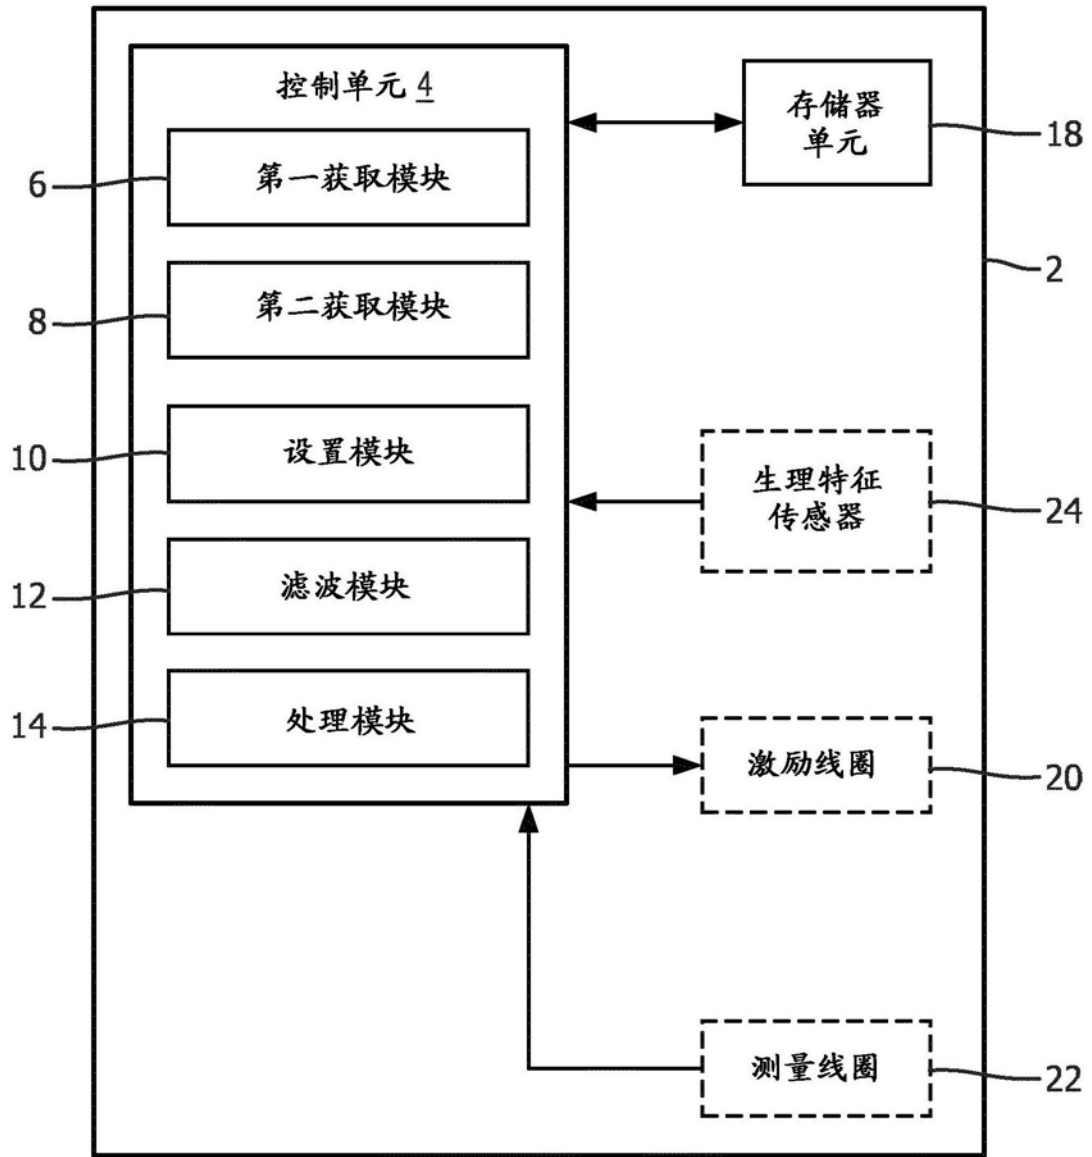 控制单元 4
存储器
单元
18
6
第一获取模块
2
8
第二获取模块
10
设置模块
生理特征
传感器
24
12
滤波模块
14
处理模块
激励线圈
20
测量线圈
22